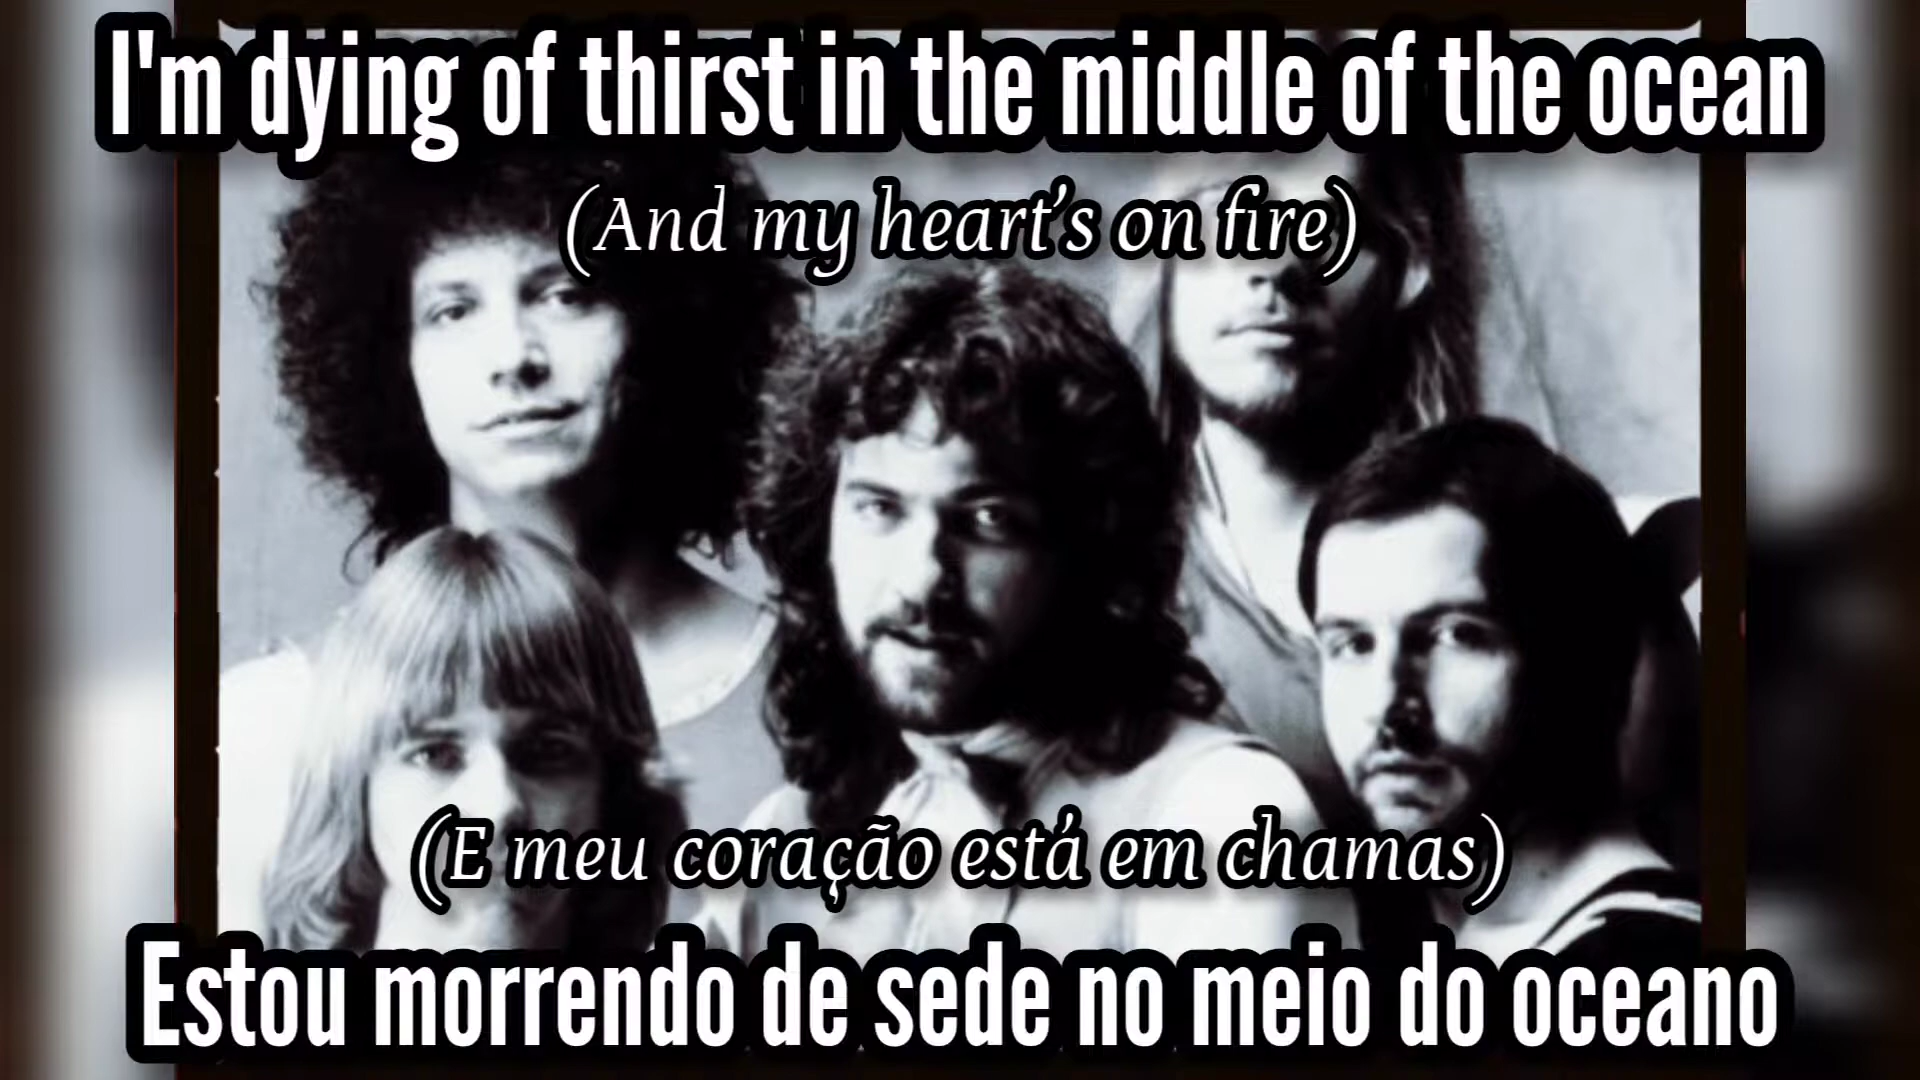 I'm dying of thirst in the middle of the ocean
(And my heart’s on fire)
(E meu coração está em chamas)
Estou morrendo de sede no meio do oceano